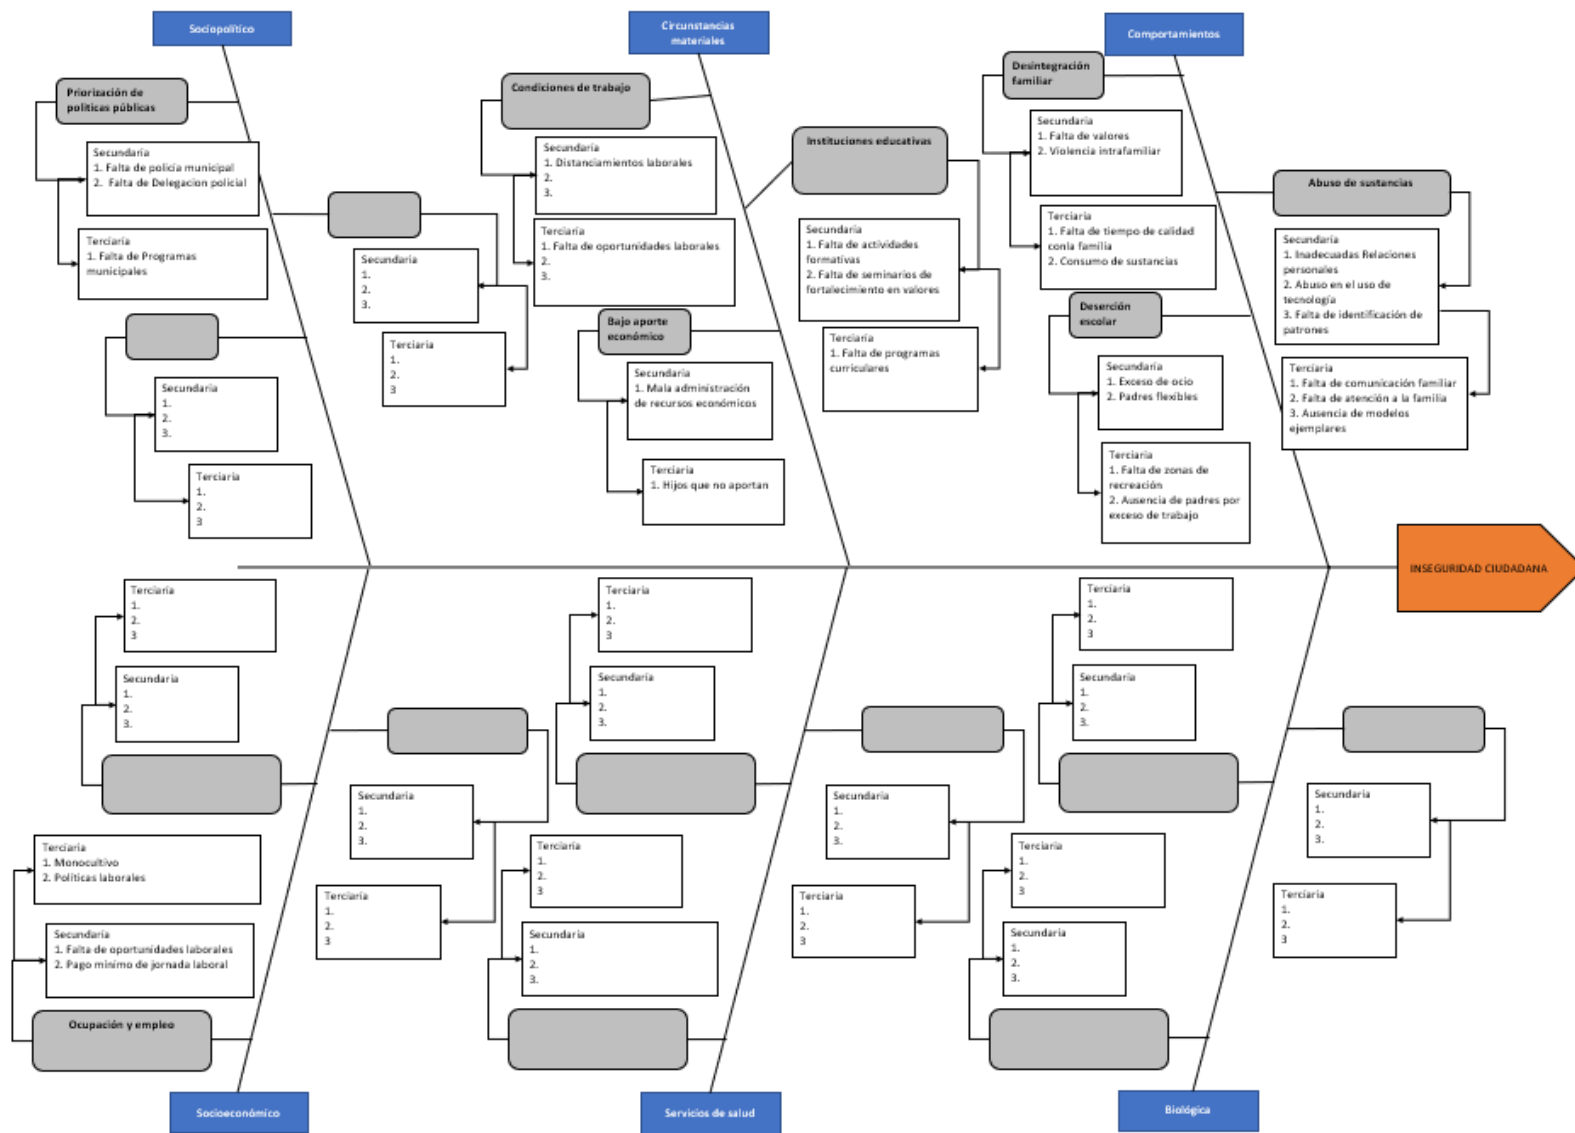 Sociopolítico
Circunstancias
materiales
Comportamientos
Priorización de
políticas públicas
Secundaria
1. Falta de policía municipal
2. Falta de Delegacion policial
Terciaria
1. Falta de Programas
municipales
Secundaria
1.
2.
3.
Terciaria
1.
2.
3
Secundaria
1.
2.
3.
Terciaria
1.
2.
3
Condiciones de trabajo
Secundaria
1. Distanciamientos laborales
2.
3.
Terciaria
1. Falta de oportunidades laborales
2.
3.
Instituciones educativas
Secundaria
1. Falta de actividades
formativas
2. Falta de seminarios de
fortalecimiento en valores
Terciaria
1. Falta de programas
curriculares
Bajo aporte
económico
Secundaria
1. Mala administración
de recursos económicos
Terciaria
1. Hijos que no aportan
Desintegración
familiar
Secundaria
1. Falta de valores
2. Violencia intrafamiliar
Terciaria
1. Falta de tiempo de calidad
conla familia
2. Consumo de sustancias
Abuso de sustancias
Secundaria
1. Inadecuadas Relaciones
personales
2. Abuso en el uso de
tecnología
3. Falta de identificación de
patrones
Terciaria
1. Falta de comunicación familiar
2. Falta de atención a la familia
3. Ausencia de modelos
ejemplares
Deserción
escolar
Secundaria
1. Exceso de ocio
2. Padres flexibles
Terciaria
1. Falta de zonas de
recreación
2. Ausencia de padres por
exceso de trabajo
INSEGURIDAD CIUDADANA
Terciaria
1.
2.
3
Secundaria
1.
2.
3.
Secundaria
1.
2.
3.
Terciaria
1.
2.
3
Terciaria
1. Monocultivo
2. Políticas laborales
Secundaria
1. Falta de oportunidades laborales
2. Pago minimo de jornada laboral
Ocupación y empleo
Socioeconómico
Terciaria
1.
2.
3
Secundaria
1.
2.
3.
Secundaria
1.
2.
3.
Terciaria
1.
2.
3
Terciaria
1.
2.
3
Secundaria
1.
2.
3.
Servicios de salud
Terciaria
1.
2.
3
Secundaria
1.
2.
3.
Secundaria
1.
2.
3.
Terciaria
1.
2.
3
Terciaria
1.
2.
3
Secundaria
1.
2.
3.
Biológica